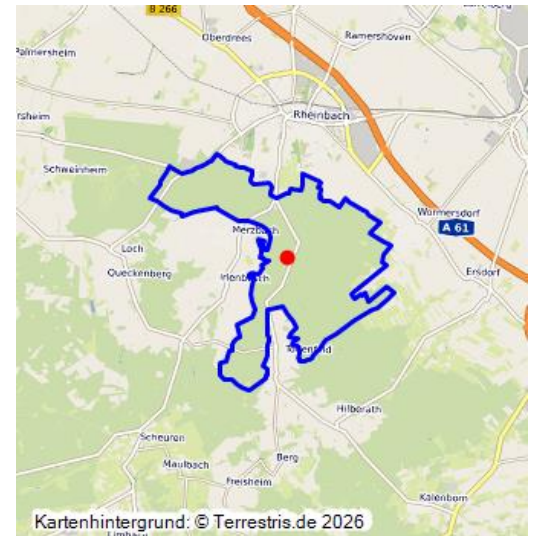 B 266
Oberdrees
Ramershoven
Palmersheim
Rheinbach
sheim
Schweinheim
Wormersdorf
A 61
Merzbach
Loch
Queckenberg
Irlenbusch
Ersdorf
Todenfeld
Hilberath
Scheuren
Berg
Maulbach
Freisheim
Kalenborn
Kartenhintergrund: © Terrestris.de 2026